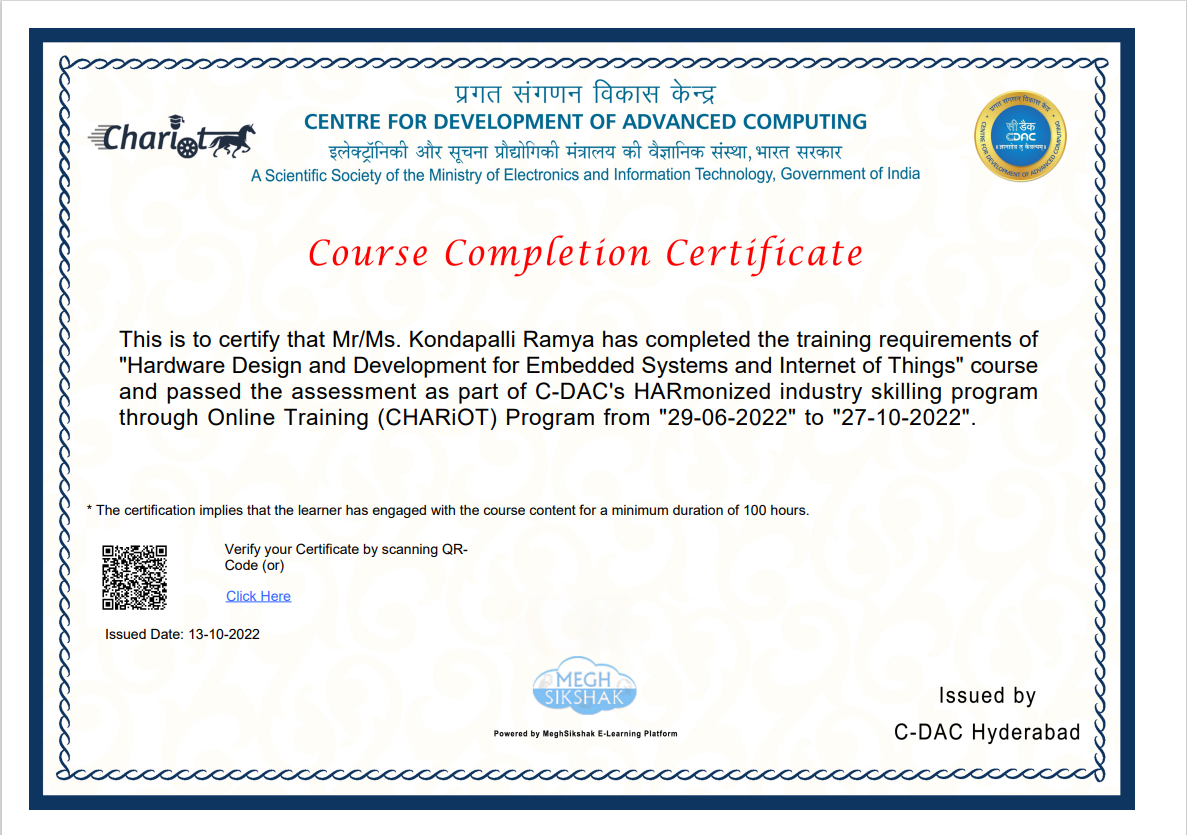 प्रगत संगणन विकास केन्द्र
CENTRE FOR DEVELOPMENT OF ADVANCED COMPUTING
Chariot
इलेक्ट्रॉनिकी और सूचना प्रौद्योगिकी मंत्रालय की वैज्ञानिक संस्था, भारत सरकार
A Scientific Society of the Ministry of Electronics and Information Technology, Government of India
प्रगत संगणन विकास केंद्र
सी डैक
CDAC
॥ ज्ञानादेव तु कैवल्यम् ॥
CENTRE FOR DEVELOPMENT OF ADVANCED COMPUTING
Course Completion Certificate
This is to certify that Mr/Ms. Kondapalli Ramya has completed the training requirements of
"Hardware Design and Development for Embedded Systems and Internet of Things" course
and passed the assessment as part of C-DAC's HARmonized industry skilling program
through Online Training (CHARiOT) Program from "29-06-2022" to "27-10-2022".
* The certification implies that the learner has engaged with the course content for a minimum duration of 100 hours.
Verify your Certificate by scanning QR-
Code (or)
Click Here
Issued Date: 13-10-2022
MEGH
SIKSHAK
Powered by MeghSikshak E-Learning Platform
Issued by
C-DAC Hyderabad